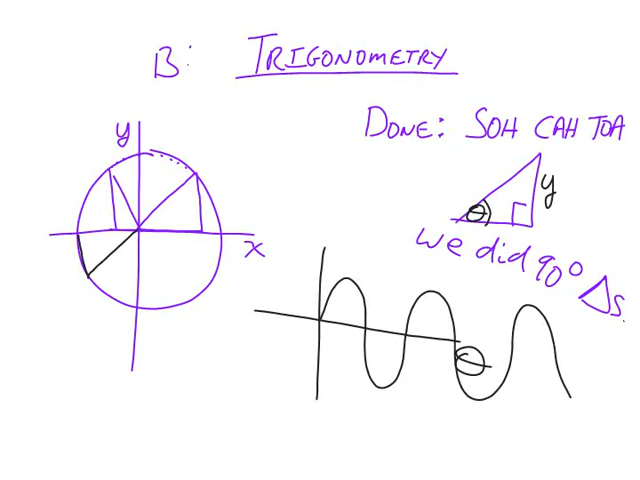 B: TRIGONOMETRY
DONE: SOH CAH TOA
y
y
θ
we did 90° Δs.
x
θ